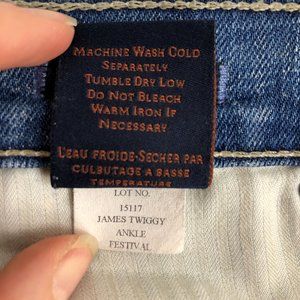 Machine Wash Cold
Separately
Tumble Dry Low
Do Not Bleach
Warm Iron If
Necessary
L'eau Froide-Secher par
culbutage a basse
temperature
LOT NO.
15117
JAMES TWIGGY
ANKLE
FESTIVAL